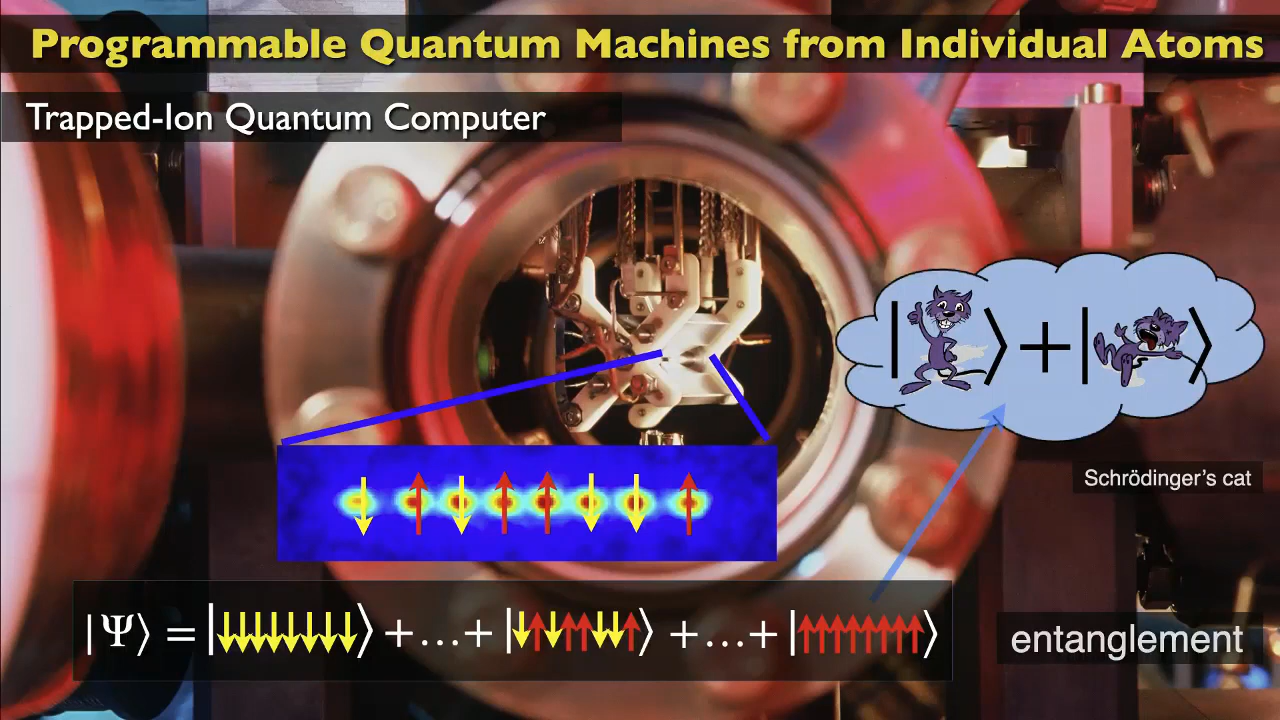 Programmable Quantum Machines from Individual Atoms
Trapped-Ion Quantum Computer
| ⟩+| ⟩
Schrödinger's cat
|Ψ⟩ = |↓↓↓↓↓↓↓↓⟩ +...+ |↓↑↓↑↑↓↓↑⟩ +...+ |↑↑↑↑↑↑↑↑⟩
entanglement